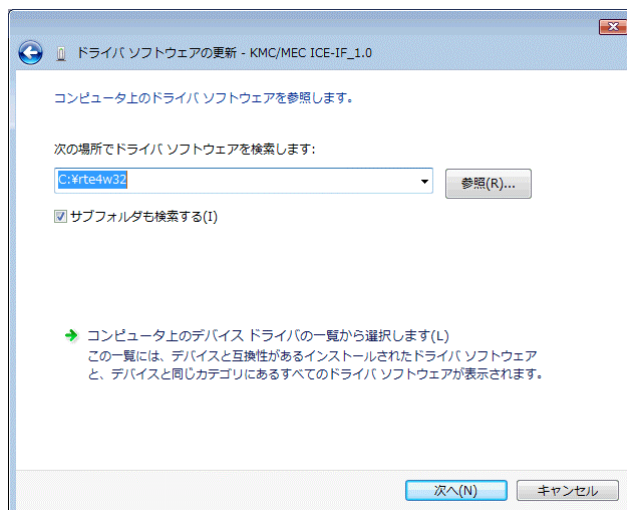 ドライバ ソフトウェアの更新 - KMC/MEC ICE-IF_1.0
コンピュータ上のドライバ ソフトウェアを参照します。
次の場所でドライバ ソフトウェアを検索します:
C:¥rte4w32
参照(R)...
サブフォルダも検索する(I)
コンピュータ上のデバイス ドライバの一覧から選択します(L)
この一覧には、デバイスと互換性があるインストールされたドライバ ソフトウェア
と、デバイスと同じカテゴリにあるすべてのドライバ ソフトウェアが表示されます。
次へ(N)
キャンセル